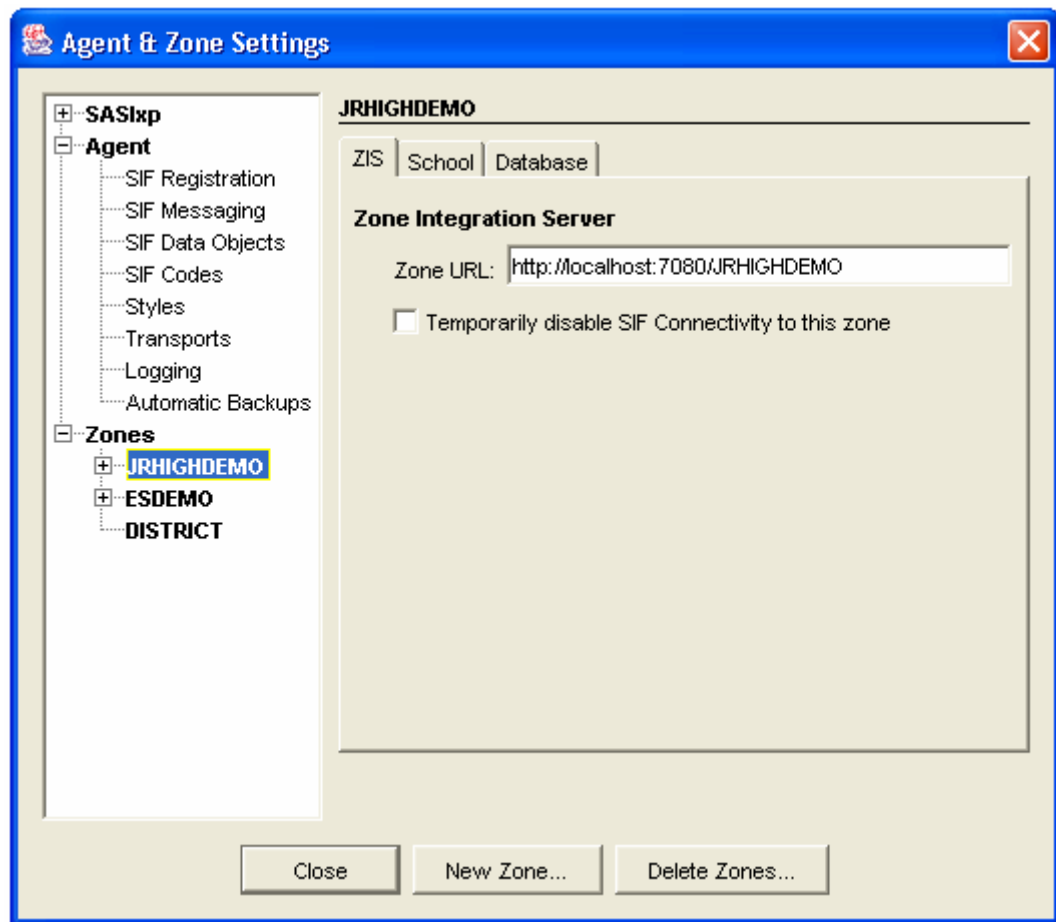 Agent & Zone Settings
SASIxp
Agent
SIF Registration
SIF Messaging
SIF Data Objects
SIF Codes
Styles
Transports
Logging
Automatic Backups
Zones
JRHIGHDEMO
ESDEMO
DISTRICT
JRHIGHDEMO
ZIS School Database
Zone Integration Server
Zone URL: http://localhost:7080/JRHIGHDEMO
Temporarily disable SIF Connectivity to this zone
Close New Zone... Delete Zones...